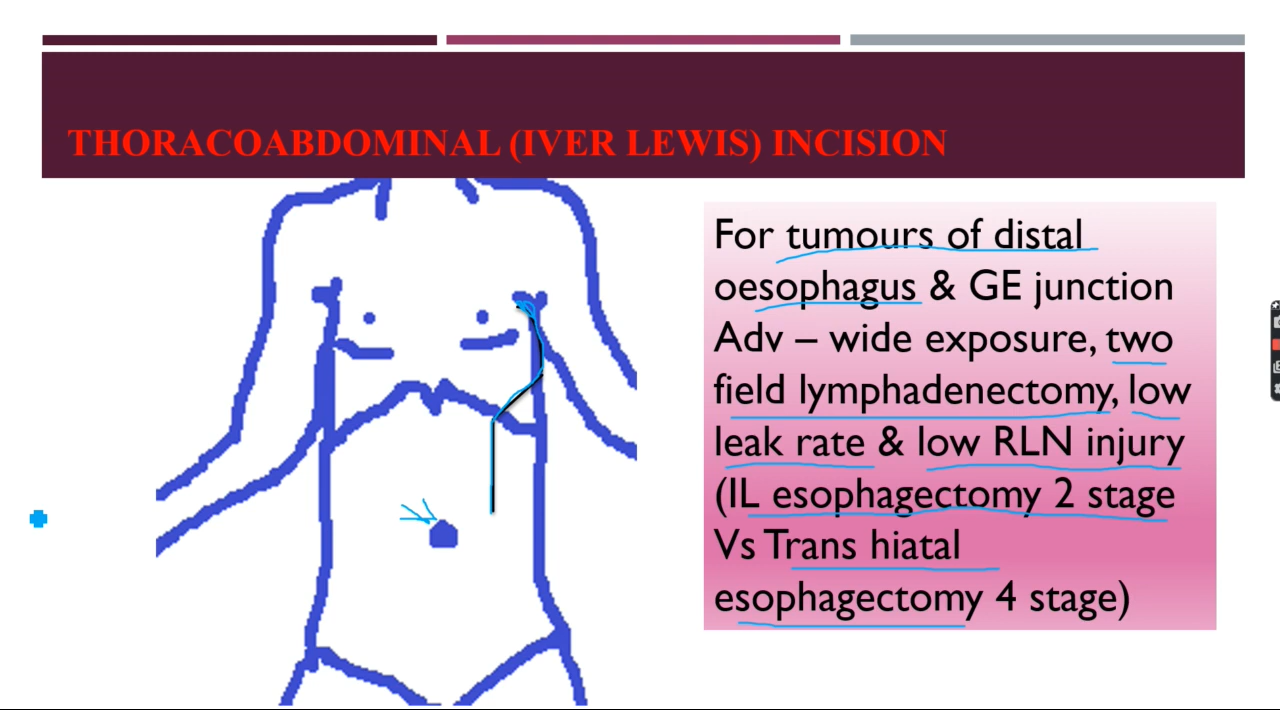 THORACOABDOMINAL (IVER LEWIS) INCISION
For tumours of distal
oesophagus & GE junction
Adv – wide exposure, two
field lymphadenectomy, low
leak rate & low RLN injury
(IL esophagectomy 2 stage
Vs Trans hiatal
esophagectomy 4 stage)